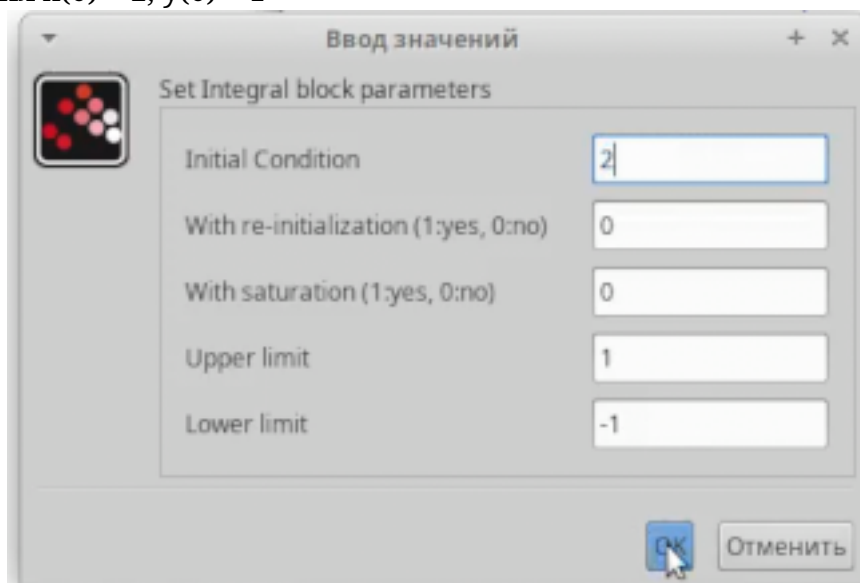 Ввод значений
Set Integral block parameters
Initial Condition 2
With re-initialization (1:yes, 0:no) 0
With saturation (1:yes, 0:no) 0
Upper limit 1
Lower limit -1
OK Отменить